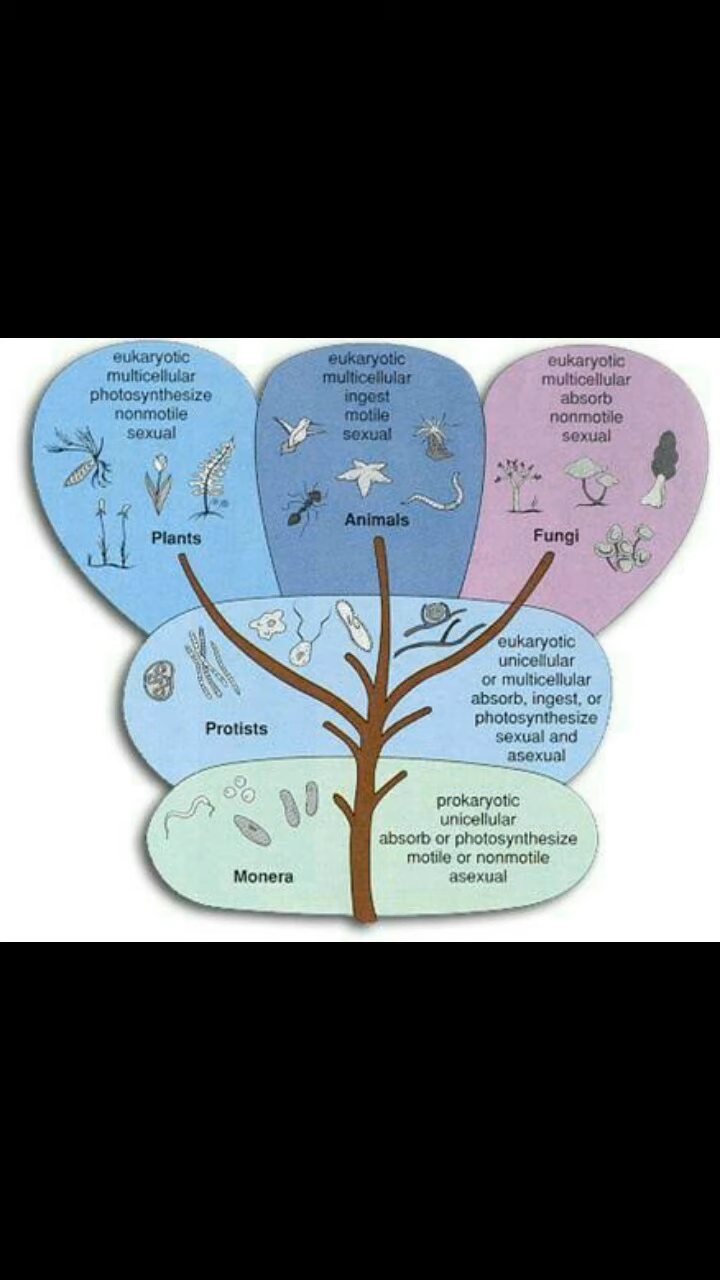 eukaryotic
multicellular
photosynthesize
nonmotile
sexual
Plants
eukaryotic
multicellular
ingest
motile
sexual
Animals
eukaryotic
multicellular
absorb
nonmotile
sexual
Fungi
Protists
eukaryotic
unicellular
or multicellular
absorb, ingest, or
photosynthesize
sexual and
asexual
Monera
prokaryotic
unicellular
absorb or photosynthesize
motile or nonmotile
asexual